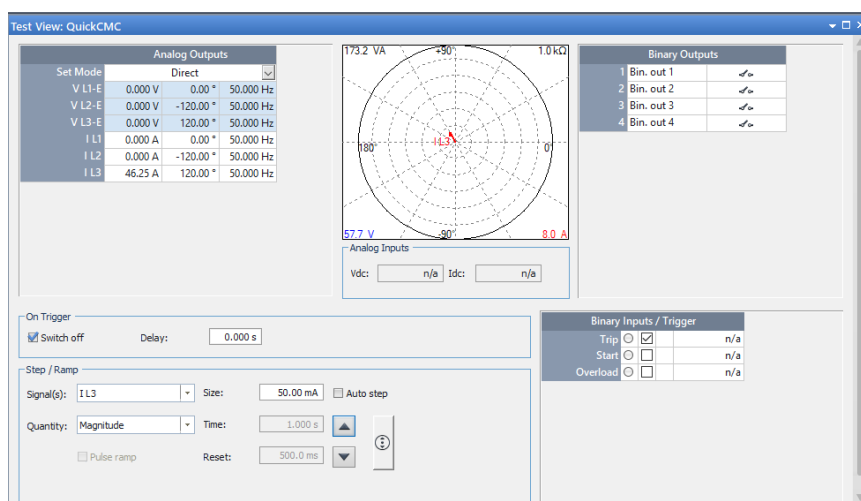 Test View: QuickCMC
Analog Outputs
Set Mode Direct
V L1-E 0.000 V 0.00 ° 50.000 Hz
V L2-E 0.000 V -120.00 ° 50.000 Hz
V L3-E 0.000 V 120.00 ° 50.000 Hz
I L1 0.000 A 0.00 ° 50.000 Hz
I L2 0.000 A -120.00 ° 50.000 Hz
I L3 46.25 A 120.00 ° 50.000 Hz
173.2 VA +90° 1.0 kΩ
180° I L3 0°
57.7 V -90° 8.0 A
Analog Inputs
Vdc: n/a Idc: n/a
Binary Outputs
1 Bin. out 1
2 Bin. out 2
3 Bin. out 3
4 Bin. out 4
On Trigger
Switch off Delay: 0.000 s
Step / Ramp
Signal(s): I L3 Size: 50.00 mA Auto step
Quantity: Magnitude Time: 1.000 s
Pulse ramp Reset: 500.0 ms
Binary Inputs / Trigger
Trip n/a
Start n/a
Overload n/a